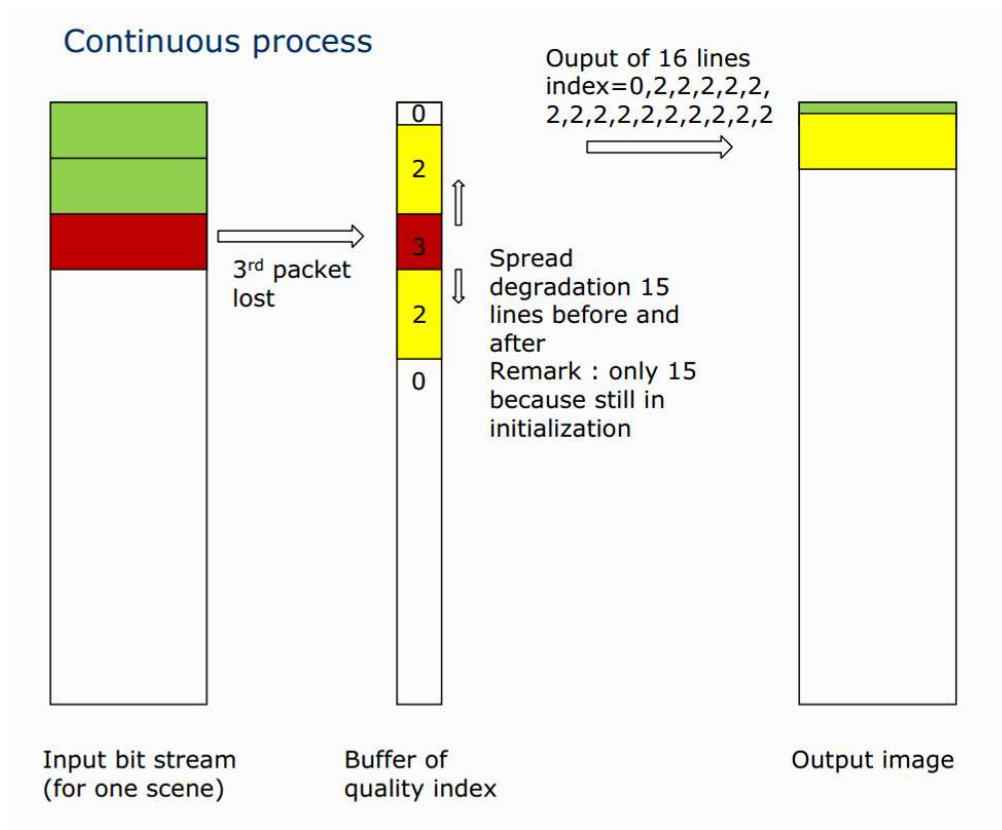 Continuous process
Ouput of 16 lines
index=0,2,2,2,2,2,
2,2,2,2,2,2,2,2,2,2
0
2
3
2
0
3rd packet
lost
Spread
degradation 15
lines before and
after
Remark : only 15
because still in
initialization
Input bit stream
(for one scene)
Buffer of
quality index
Output image